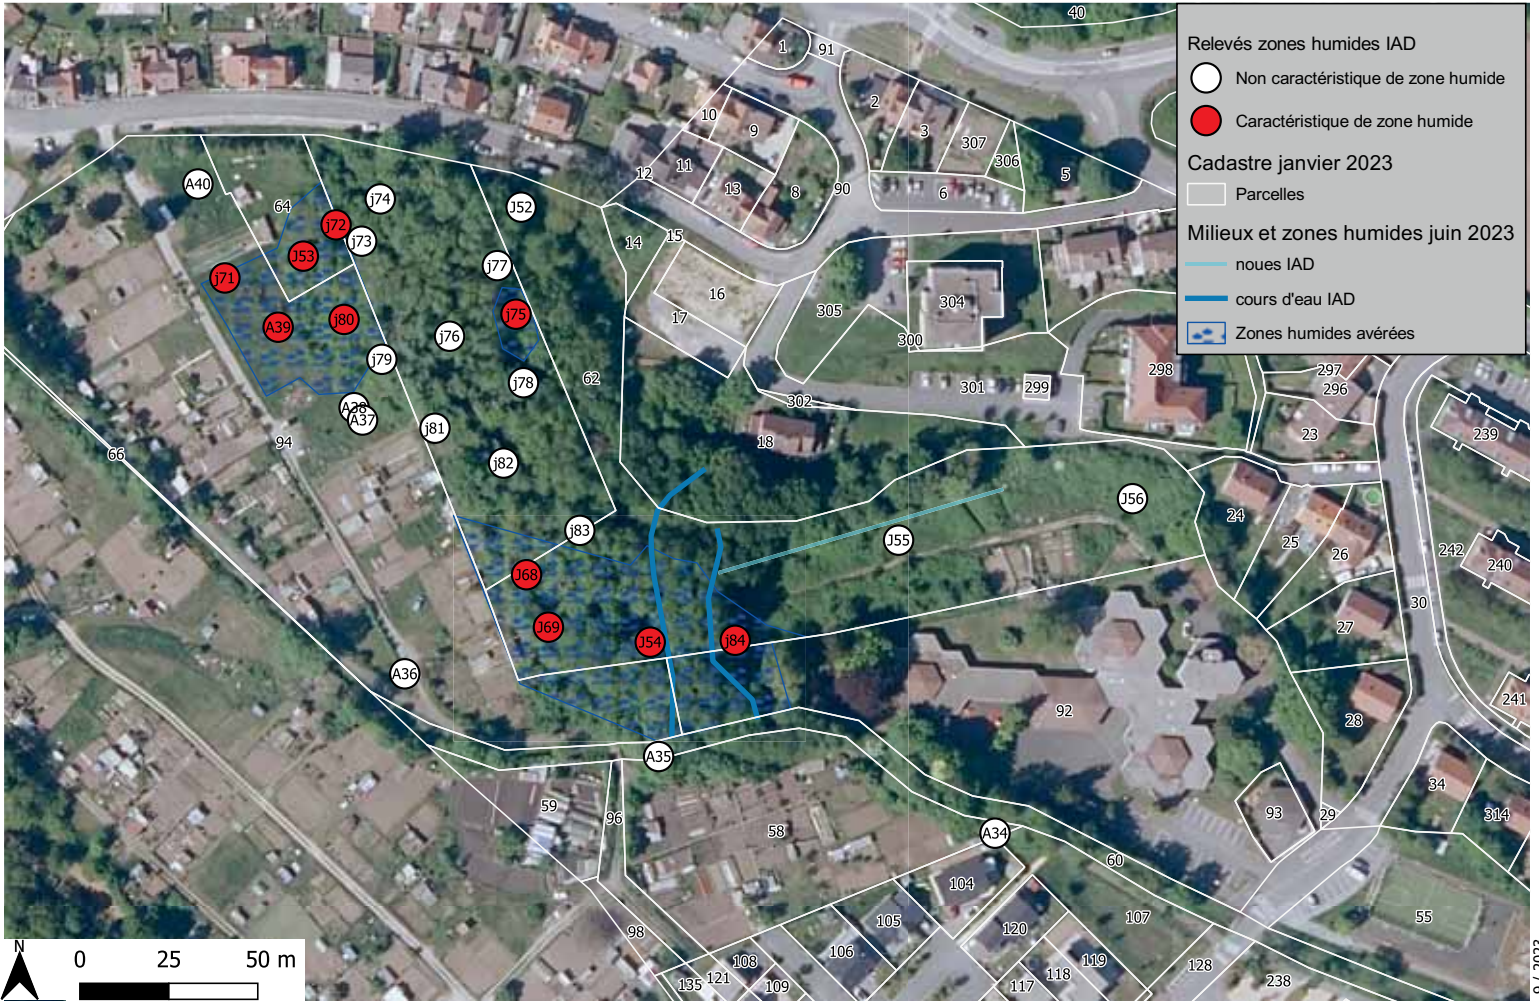 Relevés zones humides IAD
Non caractéristique de zone humide
Caractéristique de zone humide
Cadastre janvier 2023
Parcelles
Milieux et zones humides juin 2023
noues IAD
cours d'eau IAD
Zones humides avérées
40
1
91
2
10
9
3
307
306
11
12
13
8
90
6
5
A40
64
j72
j74
j73
J53
j71
A39
j80
j79
A38
A37
J52
j77
j75
j76
j78
j81
j82
62
14
15
16
17
305
304
300
301
299
302
18
298
297
296
23
239
66
94
j83
J68
J69
J54
j84
J55
J56
24
25
26
242
240
30
27
A36
A35
92
28
241
59
96
58
A34
93
29
34
314
60
104
105
120
107
55
98
106
108
119
118
128
135
121
109
117
238
N
0 25 50 m